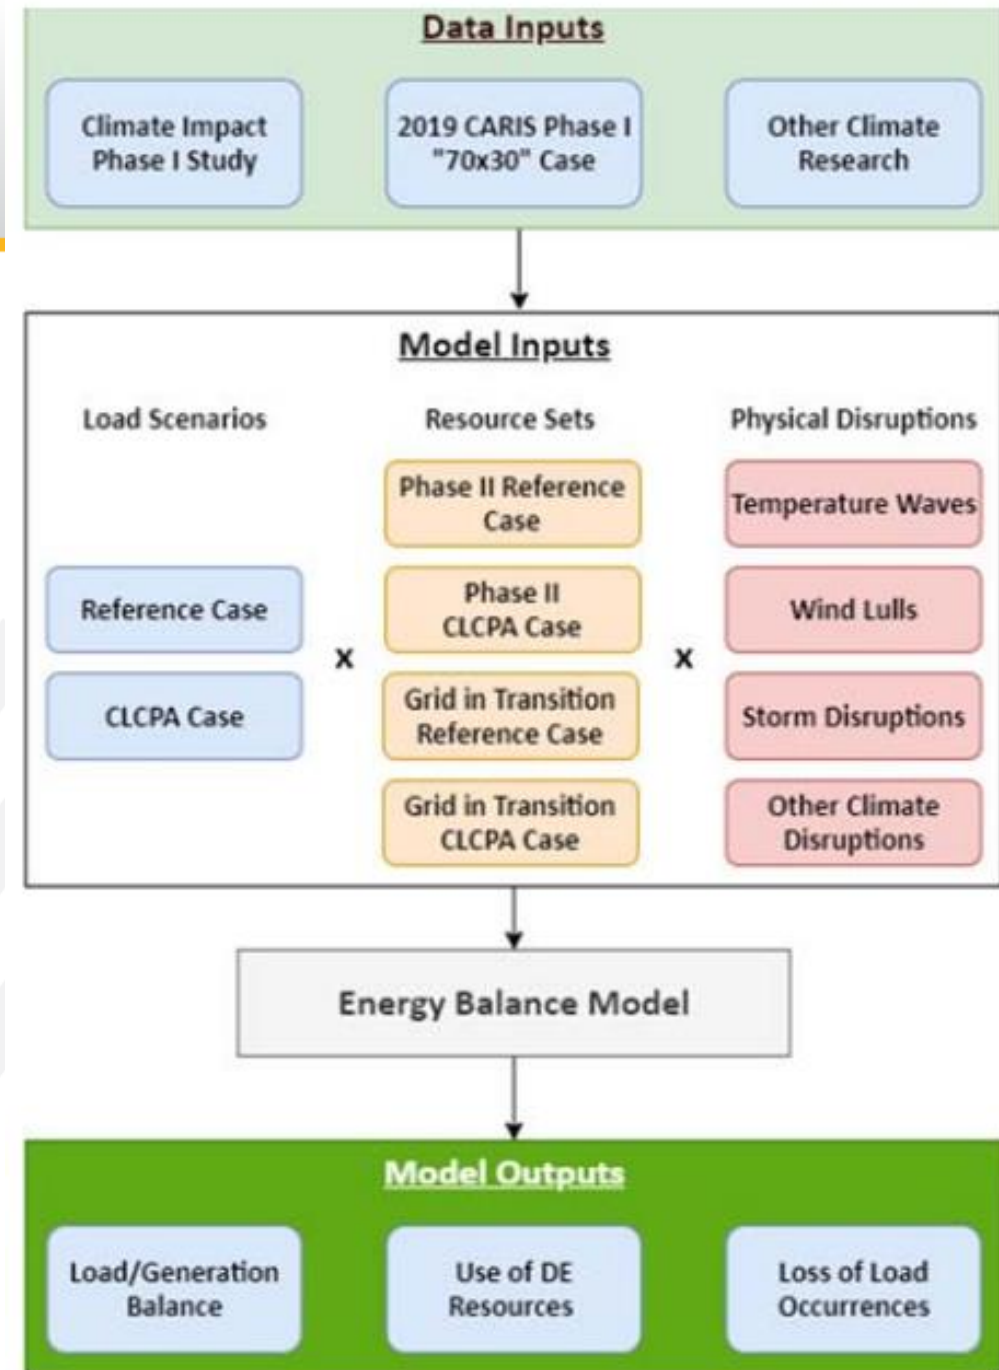 Data Inputs
Climate Impact
Phase I Study
2019 CARIS Phase I
"70x30" Case
Other Climate
Research
Model Inputs
Load Scenarios
Resource Sets
Physical Disruptions
Reference Case
CLCPA Case
x
Phase II Reference
Case
Phase II
CLCPA Case
Grid in Transition
Reference Case
Grid in Transition
CLCPA Case
x
Temperature Waves
Wind Lulls
Storm Disruptions
Other Climate
Disruptions
Energy Balance Model
Model Outputs
Load/Generation
Balance
Use of DE
Resources
Loss of Load
Occurrences